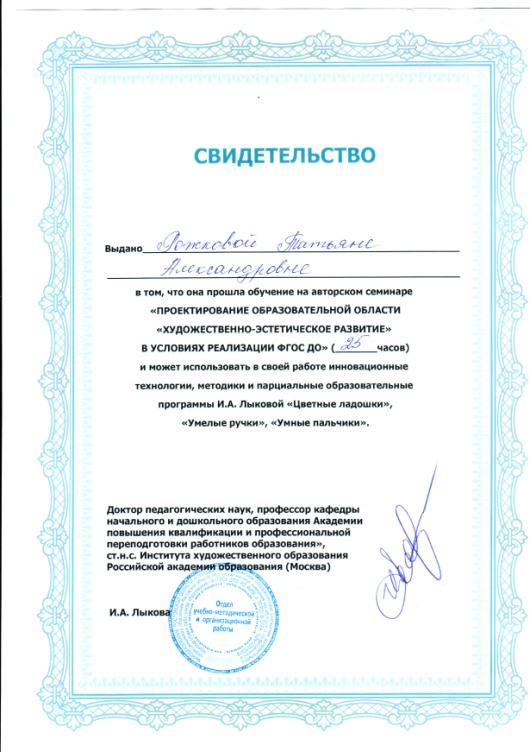 СВИДЕТЕЛЬСТВО
Выдано Рожковой Татьяне
Александровне
в том, что она прошла обучение на авторском семинаре
«ПРОЕКТИРОВАНИЕ ОБРАЗОВАТЕЛЬНОЙ ОБЛАСТИ
«ХУДОЖЕСТВЕННО-ЭСТЕТИЧЕСКОЕ РАЗВИТИЕ»
В УСЛОВИЯХ РЕАЛИЗАЦИИ ФГОС ДО» (25 часов)
и может использовать в своей работе инновационные
технологии, методики и парциальные образовательные
программы И.А. Лыковой «Цветные ладошки»,
«Умелые ручки», «Умные пальчики».
Доктор педагогических наук, профессор кафедры
начального и дошкольного образования Академии
повышения квалификации и профессиональной
переподготовки работников образования»,
ст.н.с. Института художественного образования
Российской академии образования (Москва)
И.А. Лыкова
Отдел
учебно-методической
и организационной
работы